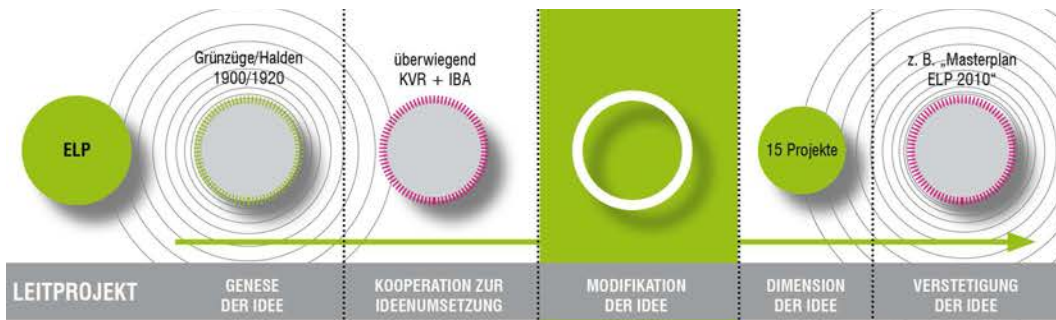 Grünzüge/Halden
1900/1920
überwiegend
KVR + IBA
z. B. „Masterplan
ELP 2010“
ELP
15 Projekte
LEITPROJEKT
GENESE
DER IDEE
KOOPERATION ZUR
IDEENUMSETZUNG
MODIFIKATION
DER IDEE
DIMENSION
DER IDEE
VERSTETIGUNG
DER IDEE